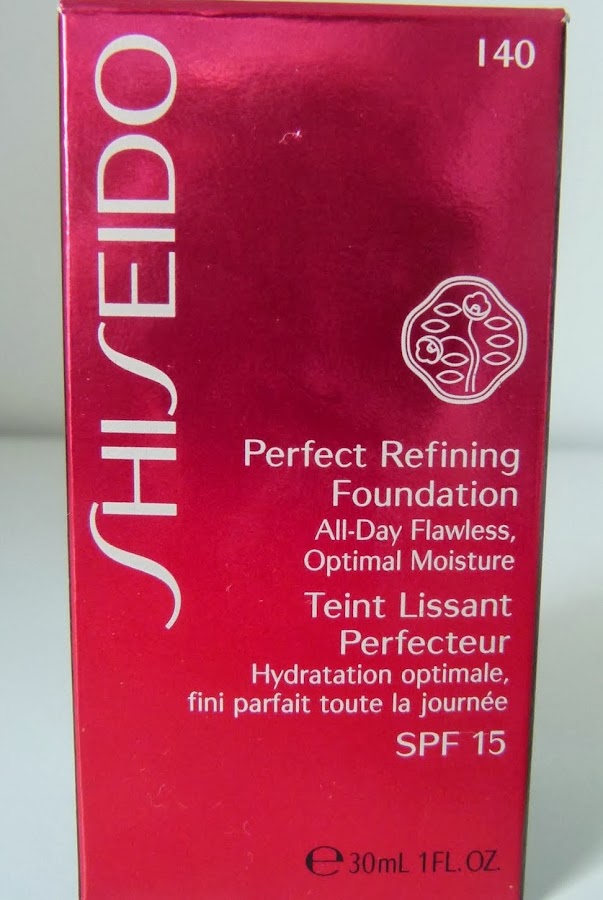 SHISEIDO
I40
Perfect Refining
Foundation
All-Day Flawless,
Optimal Moisture
Teint Lissant
Perfecteur
Hydratation optimale,
fini parfait toute la journée
SPF 15
℮ 30mL 1FL.OZ.